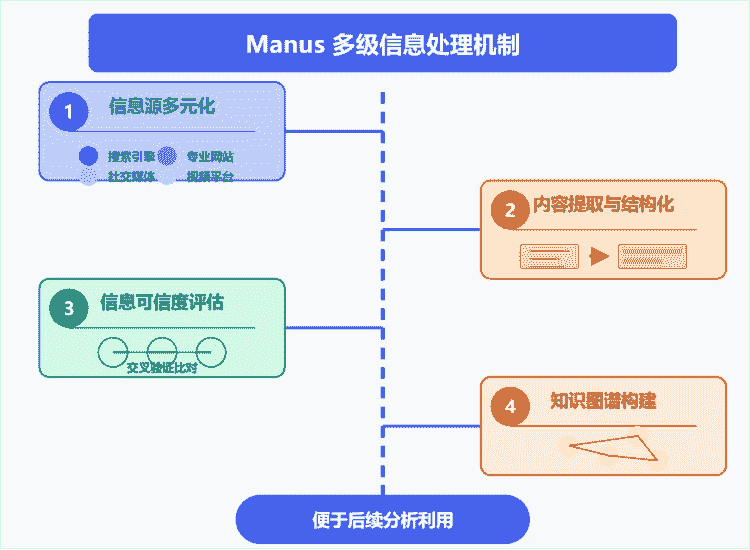 Manus 多级信息处理机制
1
信息源多元化
搜索引擎 专业网站
社交媒体 视频平台
2
内容提取与结构化
3
信息可信度评估
交叉验证比对
4
知识图谱构建
便于后续分析利用